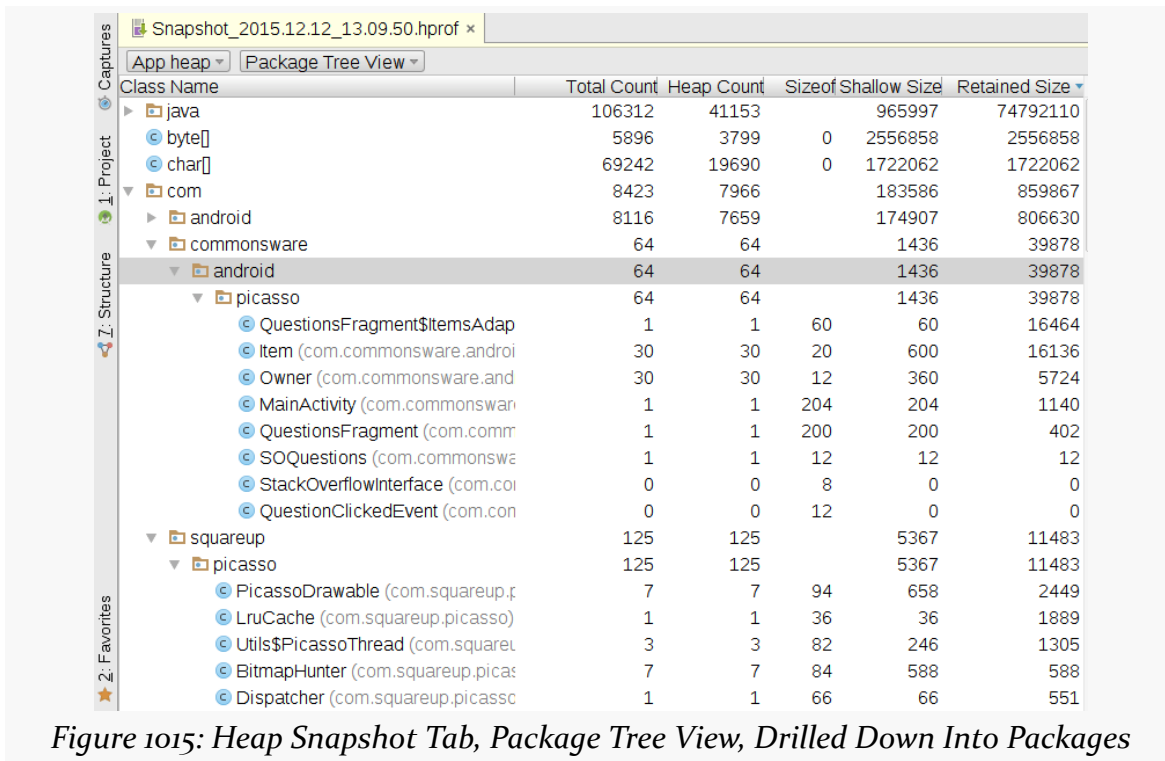 Snapshot_2015.12.12_13.09.50.hprof ×
App heap Package Tree View
Class Name Total Count Heap Count Sizeof Shallow Size Retained Size
java 106312 41153 965997 74792110
byte[] 5896 3799 0 2556858 2556858
char[] 69242 19690 0 1722062 1722062
com 8423 7966 183586 859867
android 8116 7659 174907 806630
commonsware 64 64 1436 39878
android 64 64 1436 39878
picasso 64 64 1436 39878
QuestionsFragment$ItemsAdap 1 1 60 60 16464
Item (com.commonsware.androi 30 30 20 600 16136
Owner (com.commonsware.and 30 30 12 360 5724
MainActivity (com.commonsware 1 1 204 204 1140
QuestionsFragment (com.comm 1 1 200 200 402
SOQuestions (com.commonswa 1 1 12 12 12
StackOverflowInterface (com.com 0 0 8 0 0
QuestionClickedEvent (com.con 0 0 12 0 0
squareup 125 125 5367 11483
picasso 125 125 5367 11483
PicassoDrawable (com.squareup.p 7 7 94 658 2449
LruCache (com.squareup.picasso) 1 1 36 36 1889
Utils$PicassoThread (com.squareu 3 3 82 246 1305
BitmapHunter (com.squareup.picas 7 7 84 588 588
Dispatcher (com.squareup.picasso 1 1 66 66 551
Captures
1: Project
7: Structure
2: Favorites
Figure 1015: Heap Snapshot Tab, Package Tree View, Drilled Down Into Packages